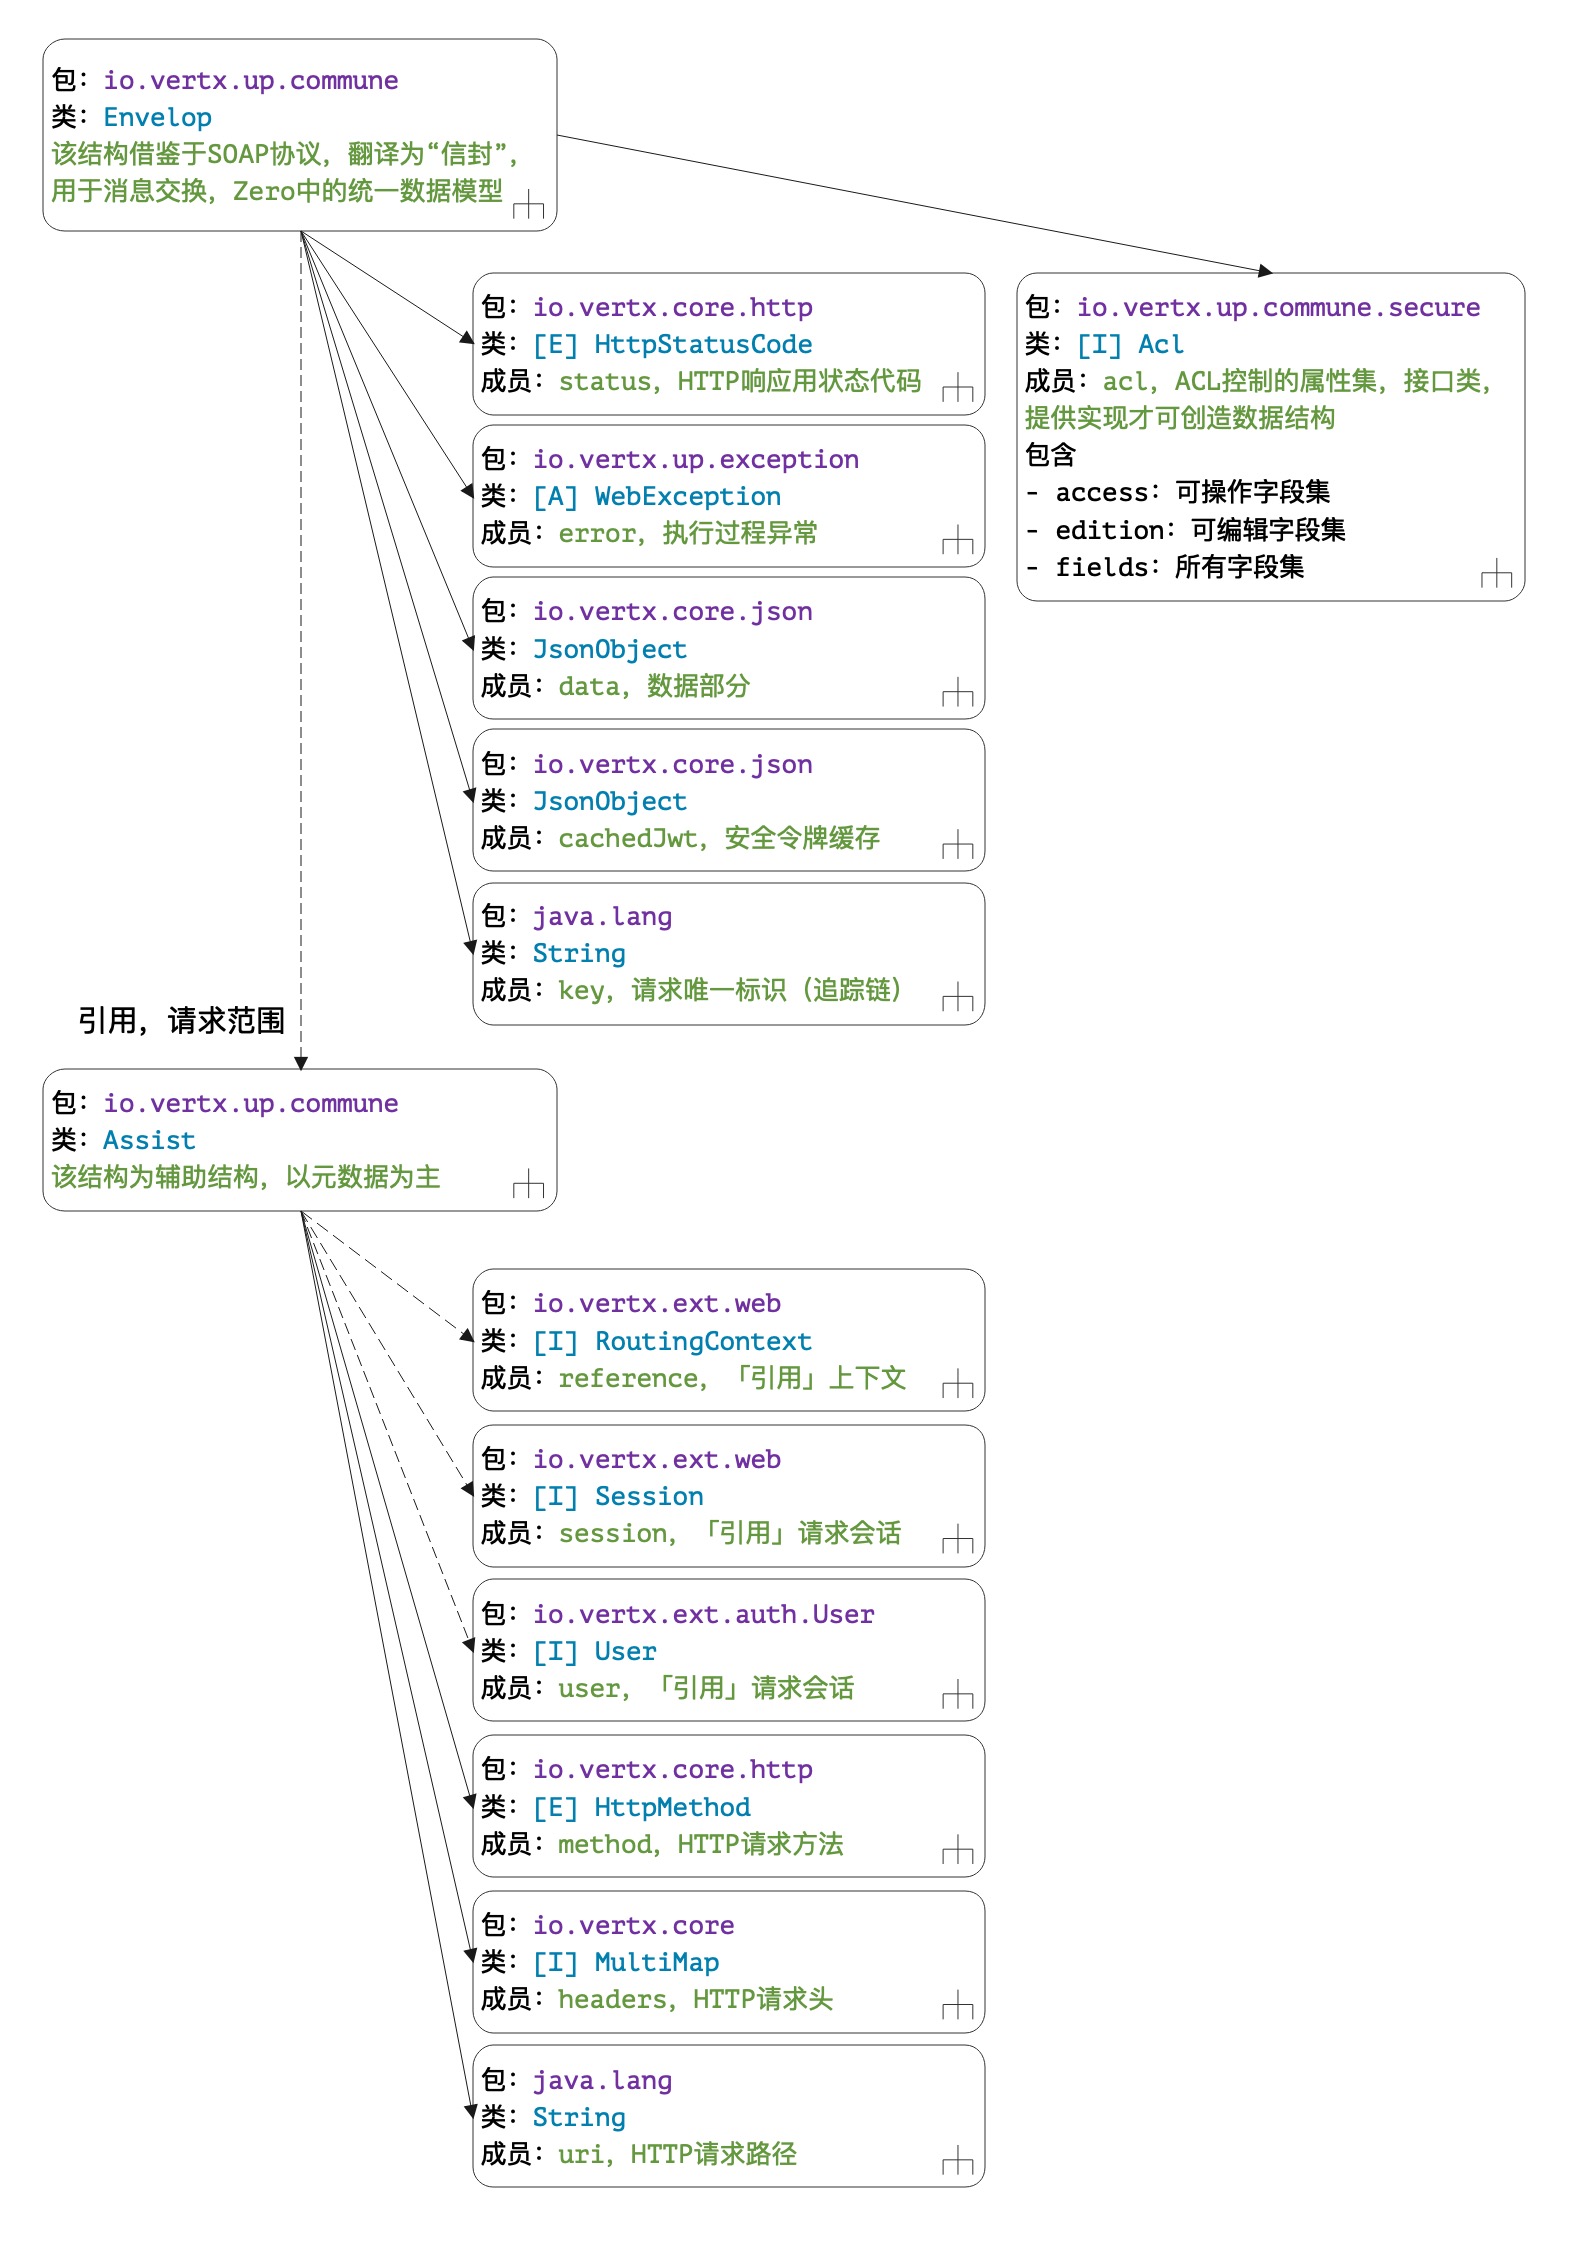 包：io.vertx.up.commune
类：Envelop
该结构借鉴于SOAP协议，翻译为“信封”，
用于消息交换，Zero中的统一数据模型
包：io.vertx.core.http
类：[E] HttpStatusCode
成员：status，HTTP响应用状态代码
包：io.vertx.up.commune.secure
类：[I] Acl
成员：acl，ACL控制的属性集，接口类，
提供实现才可创造数据结构
包含
- access：可操作字段集
- edition：可编辑字段集
- fields：所有字段集
包：io.vertx.up.exception
类：[A] WebException
成员：error，执行过程异常
包：io.vertx.core.json
类：JsonObject
成员：data，数据部分
包：io.vertx.core.json
类：JsonObject
成员：cachedJwt，安全令牌缓存
包：java.lang
类：String
成员：key，请求唯一标识（追踪链）
引用，请求范围
包：io.vertx.up.commune
类：Assist
该结构为辅助结构，以元数据为主
包：io.vertx.ext.web
类：[I] RoutingContext
成员：reference，「引用」上下文
包：io.vertx.ext.web
类：[I] Session
成员：session，「引用」请求会话
包：io.vertx.ext.auth.User
类：[I] User
成员：user，「引用」请求会话
包：io.vertx.core.http
类：[E] HttpMethod
成员：method，HTTP请求方法
包：io.vertx.core
类：[I] MultiMap
成员：headers，HTTP请求头
包：java.lang
类：String
成员：uri，HTTP请求路径